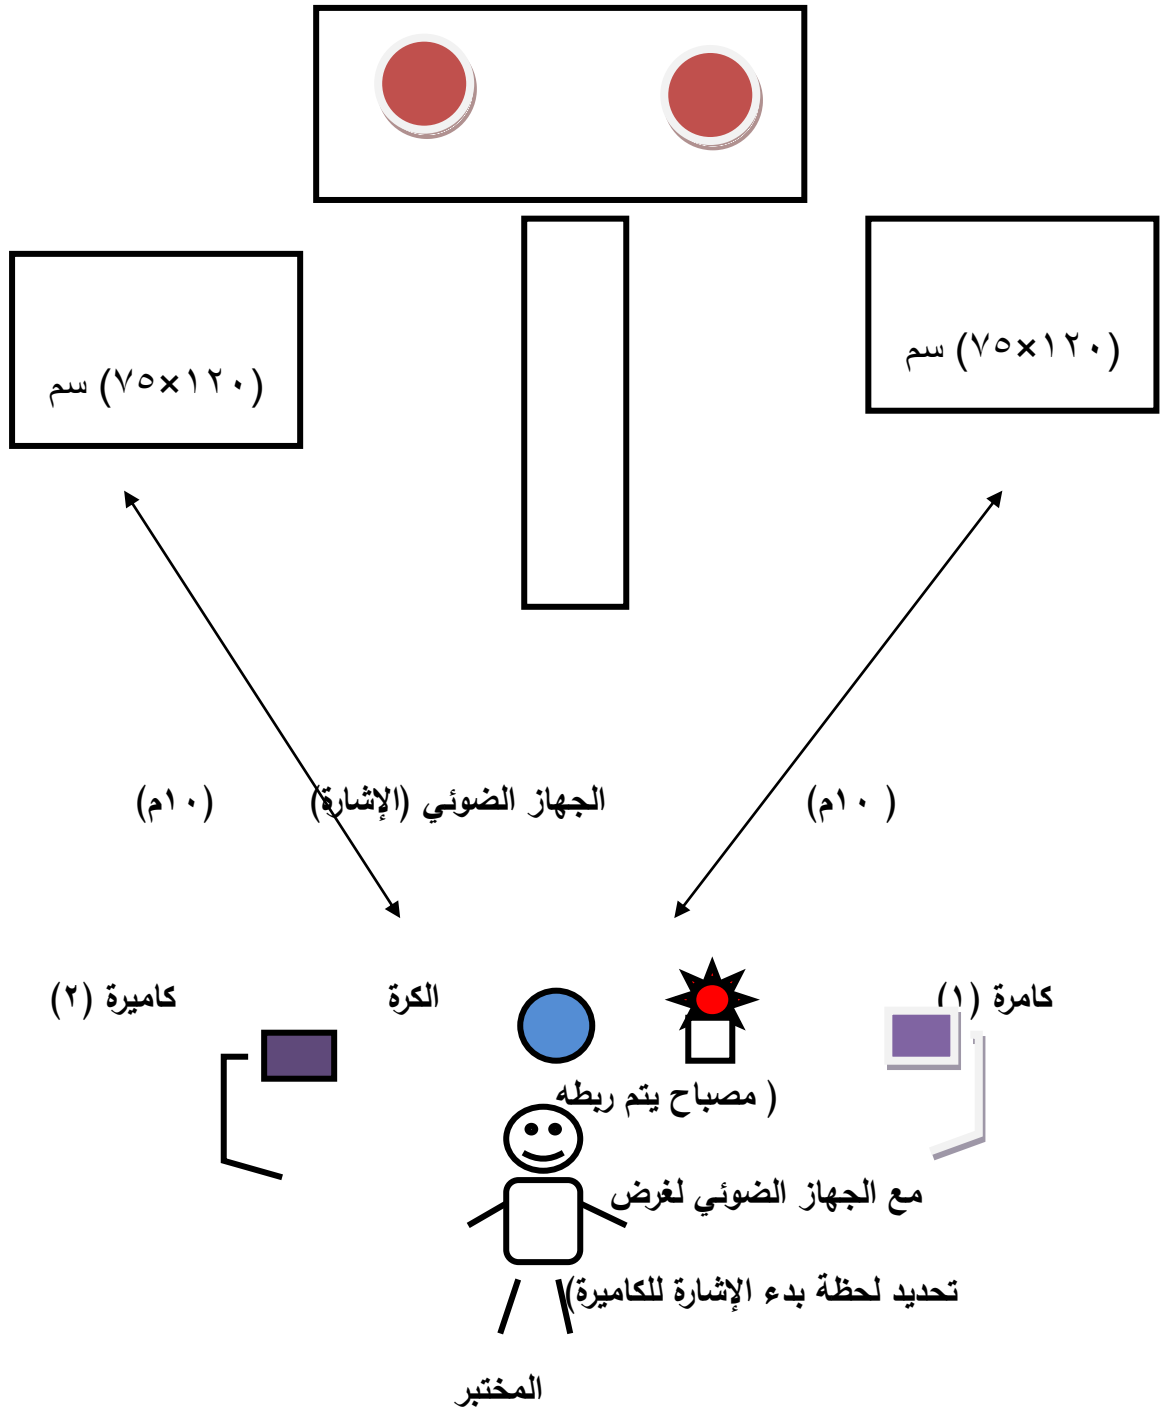 (١٢٠×٧٥) سم
(١٢٠×٧٥) سم
( ١٠م)
الجهاز الضوئي (الإشارة)
(١٠م)
كامرة (١)
الكرة
كاميرة (٢)
( مصباح يتم ربطه
مع الجهاز الضوئي لغرض
تحديد لحظة بدء الإشارة للكاميرة)
المختبر